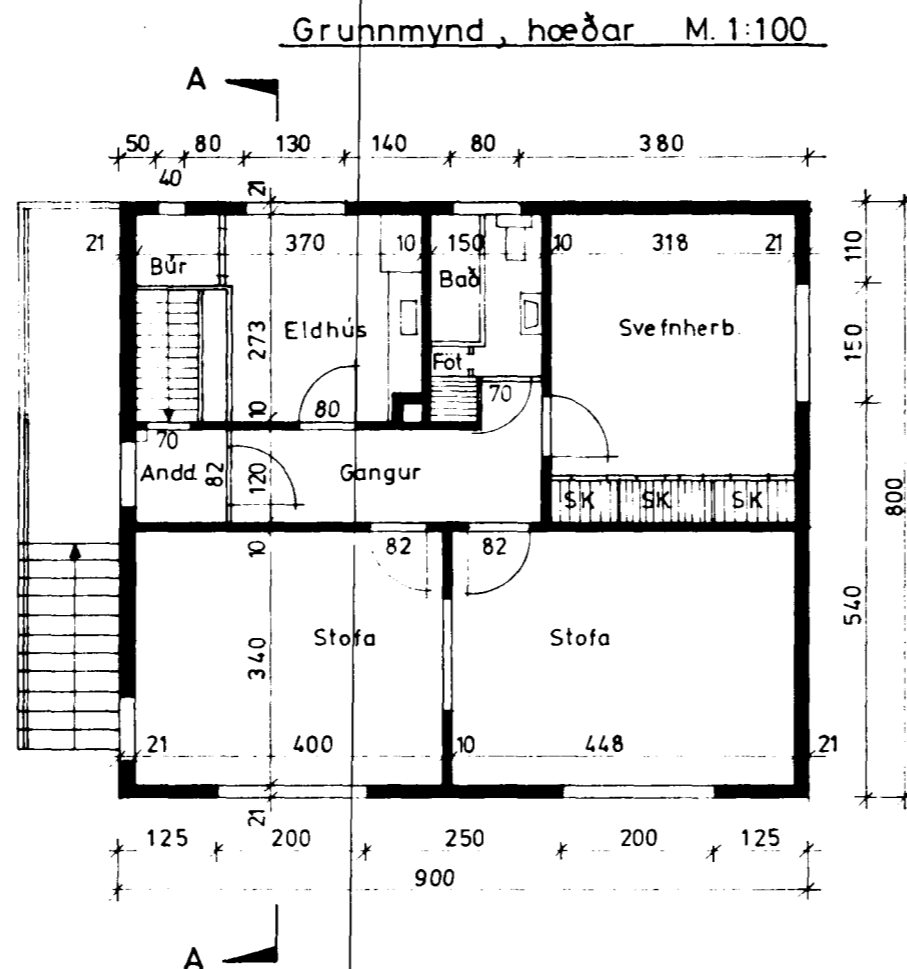 Grunnmynd, hæðar M. 1:100
A
50 80 130 140 80 380
40
21
21 370 10 150 10 318 21
110
Búr
Bað
Eldhús
273
Svefnherb.
150
Föt
70
10 80
70
Andd. 82 120 Gangur
SK SK SK
800
10 82 82
540
Stofa Stofa
340
21 400 10 448 21
21
125 200 250 200 125
900
A